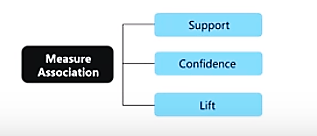 Measure
Association
Support
Confidence
Lift